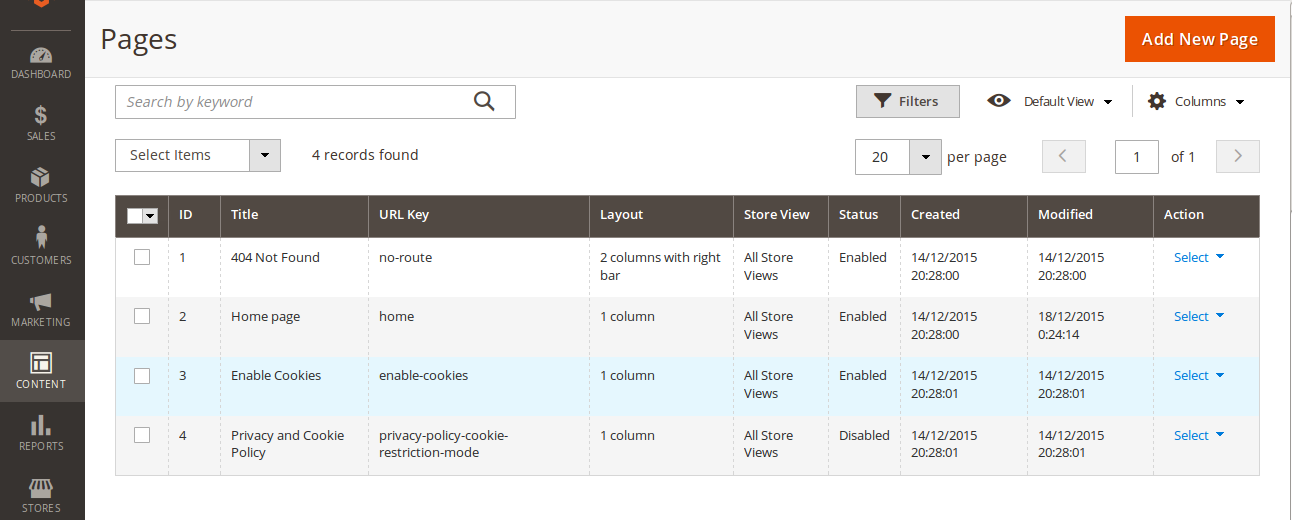 Pages
Add New Page
DASHBOARD
SALES
PRODUCTS
CUSTOMERS
MARKETING
CONTENT
REPORTS
STORES
Search by keyword
Filters
Default View
Columns
Select Items
4 records found
20
per page
1
of 1
ID Title URL Key Layout Store View Status Created Modified Action
1 404 Not Found no-route 2 columns with right All Store Enabled 14/12/2015 14/12/2015 Select
bar Views 20:28:00 20:28:00
2 Home page home 1 column All Store Enabled 14/12/2015 18/12/2015 Select
Views 20:28:00 0:24:14
3 Enable Cookies enable-cookies 1 column All Store Enabled 14/12/2015 14/12/2015 Select
Views 20:28:01 20:28:01
4 Privacy and Cookie privacy-policy-cookie- 1 column All Store Disabled 14/12/2015 14/12/2015 Select
Policy restriction-mode Views 20:28:01 20:28:01